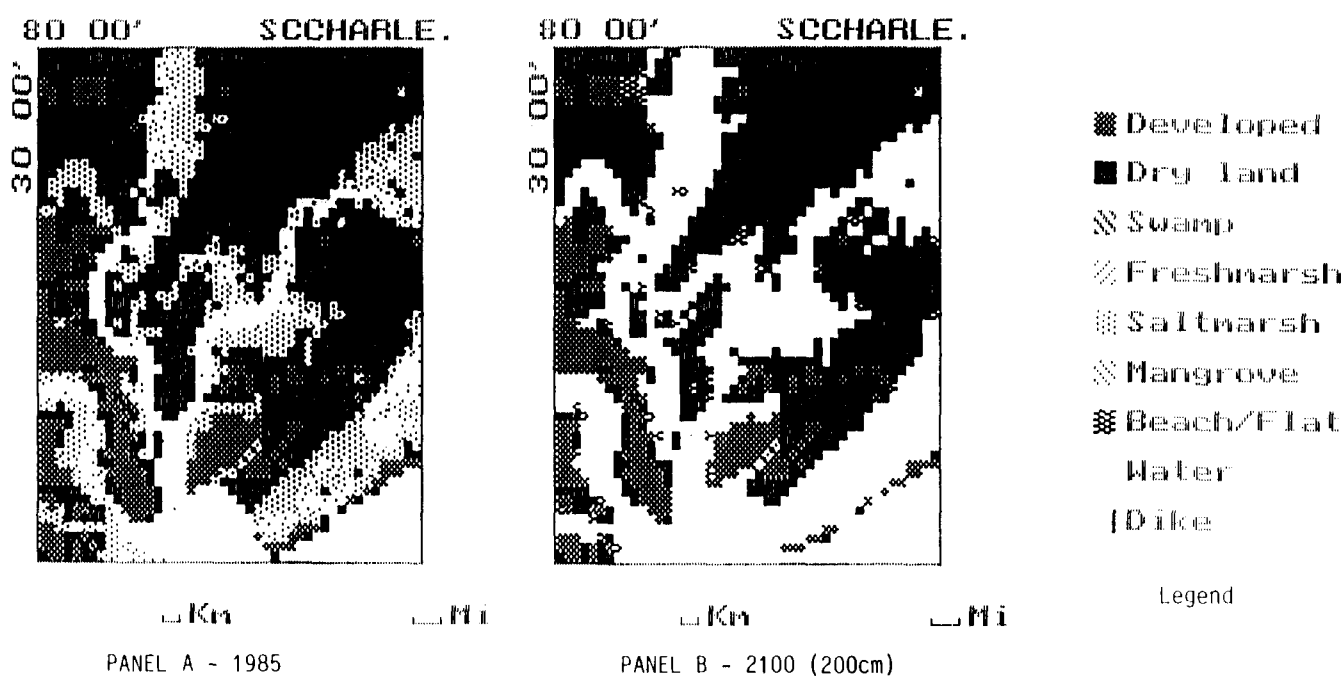 80 00' SCCHARLE.
30 00'
Km Mi
PANEL A - 1985
80 00' SCCHARLE.
30 00'
Km Mi
PANEL B - 2100 (200cm)
Developed
Dry land
Swamp
Freshmarsh
Saltmarsh
Mangrove
Beach/Flat
Water
Dike
Legend